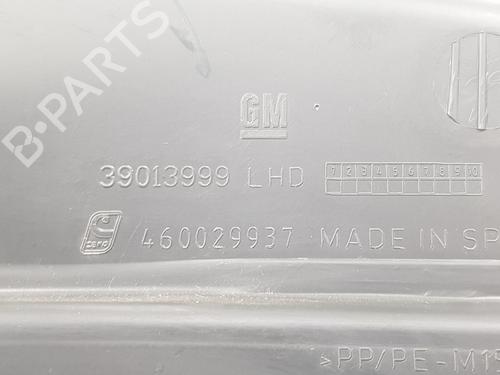 B-PARTS
GM
39013999 LHD
1 2 3 4 5 6 7 8 9 10
460029937 MADE IN SP
>PP/PE-M15